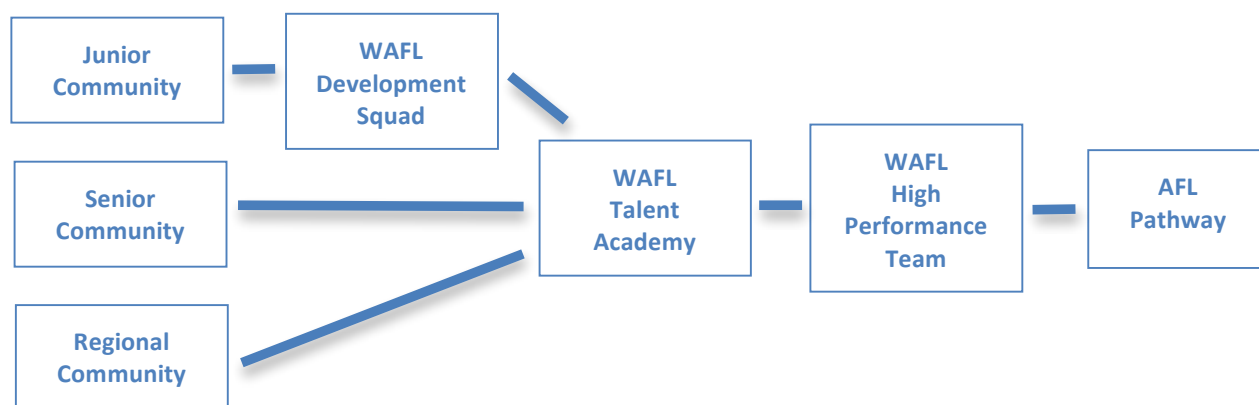 Junior
Community
WAFL
Development
Squad
Senior
Community
Regional
Community
WAFL
Talent
Academy
WAFL
High
Performance
Team
AFL
Pathway